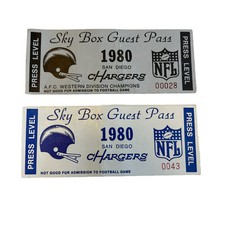 PRESS LEVEL
Sky Box Guest Pass
1980
SAN DIEGO
CHARGERS
A.F.C. WESTERN DIVISION CHAMPIONS
NOT GOOD FOR ADMISSION TO FOOTBALL GAME
NFL
00028
PRESS LEVEL
PRESS LEVEL
Sky Box Guest Pass
1980
SAN DIEGO
CHARGERS
NOT GOOD FOR ADMISSION TO FOOTBALL GAME
NFL
0043
PRESS LEVEL